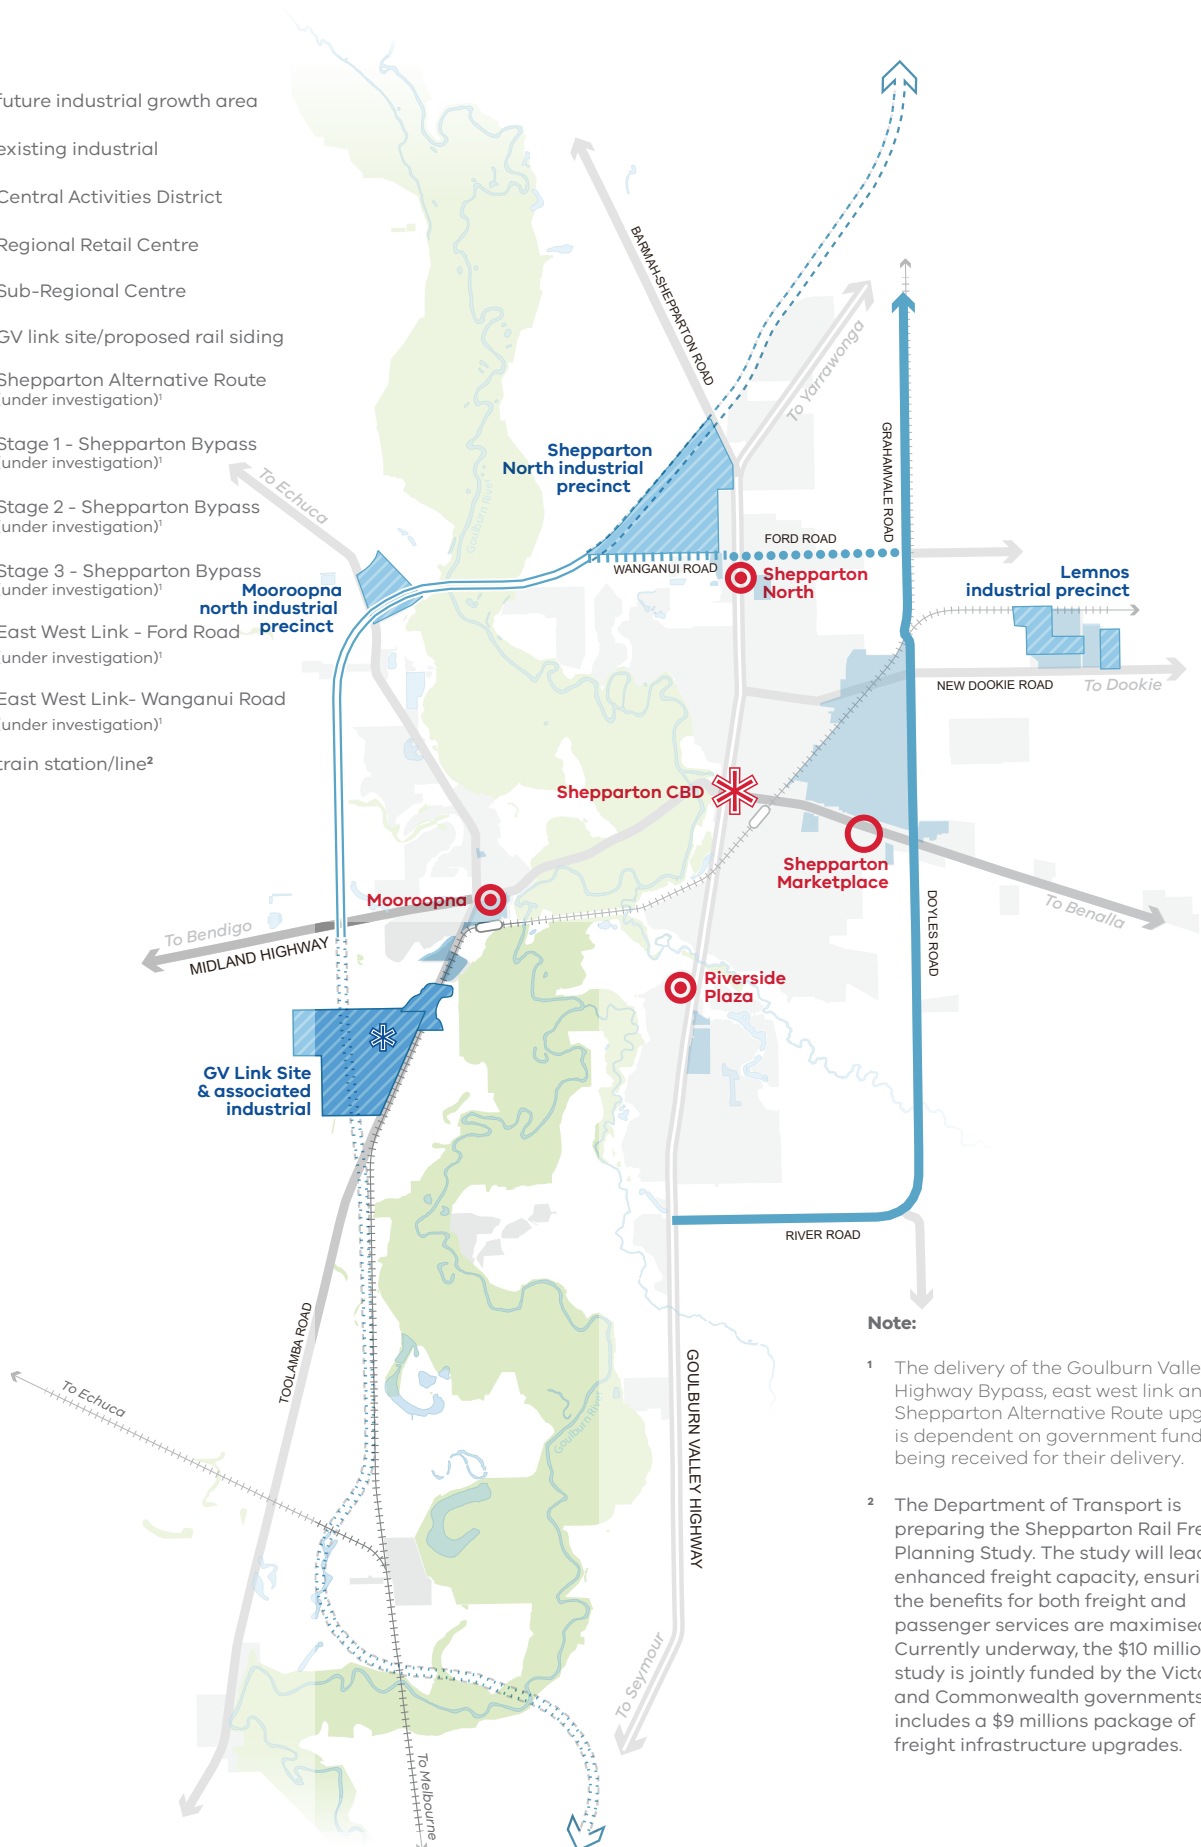 future industrial growth area
existing industrial
Central Activities District
Regional Retail Centre
Sub-Regional Centre
GV link site/proposed rail siding
Shepparton Alternative Route
(under investigation)¹
Stage 1 - Shepparton Bypass
(under investigation)¹
Stage 2 - Shepparton Bypass
(under investigation)¹
Stage 3 - Shepparton Bypass
(under investigation)¹
East West Link - Ford Road
(under investigation)¹
East West Link- Wanganui Road
(under investigation)¹
train station/line²
BARMAH-SHEPPARTON ROAD
To Yarrawonga
GRAHAMVALE ROAD
To Echuca
Goulburn River
Shepparton
North industrial
precinct
FORD ROAD
WANGANUI ROAD
Shepparton
North
Mooroopna
north industrial
precinct
Lemnos
industrial precinct
NEW DOOKIE ROAD
To Dookie
Shepparton CBD
Shepparton
Marketplace
Mooroopna
To Bendigo
MIDLAND HIGHWAY
To Benalla
DOYLES ROAD
Riverside
Plaza
GV Link Site
& associated
industrial
RIVER ROAD
TOOLAMBA ROAD
To Echuca
Goulburn River
GOULBURN VALLEY HIGHWAY
To Seymour
To Melbourne
Note:
¹ The delivery of the Goulburn Valle
Highway Bypass, east west link an
Shepparton Alternative Route upg
is dependent on government fund
being received for their delivery.
² The Department of Transport is
preparing the Shepparton Rail Fre
Planning Study. The study will lead
enhanced freight capacity, ensuri
the benefits for both freight and
passenger services are maximised
Currently underway, the $10 millio
study is jointly funded by the Victo
and Commonwealth governments
includes a $9 millions package of
freight infrastructure upgrades.